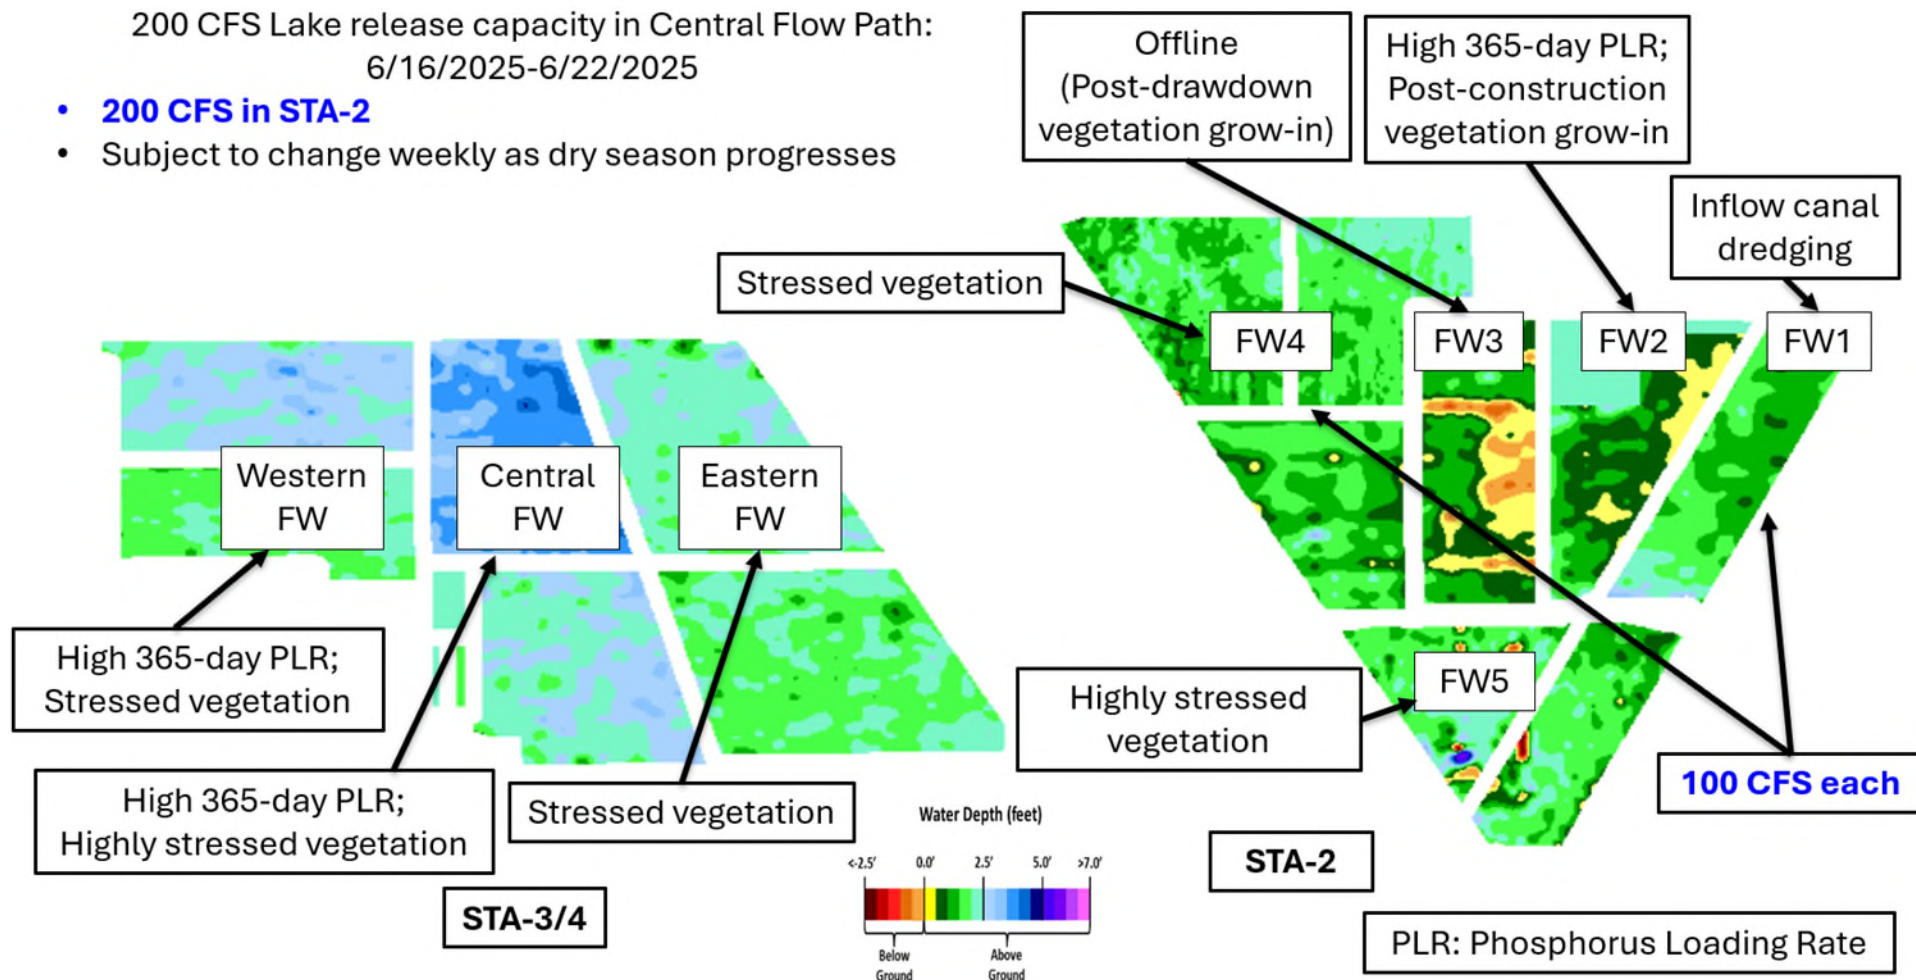 200 CFS Lake release capacity in Central Flow Path:
6/16/2025-6/22/2025
• 200 CFS in STA-2
• Subject to change weekly as dry season progresses
Offline
(Post-drawdown
vegetation grow-in)
High 365-day PLR;
Post-construction
vegetation grow-in
Inflow canal
dredging
Stressed vegetation
FW4
FW3
FW2
FW1
Western
FW
Central
FW
Eastern
FW
High 365-day PLR;
Stressed vegetation
High 365-day PLR;
Highly stressed vegetation
Stressed vegetation
FW5
Highly stressed
vegetation
100 CFS each
Water Depth (feet)
<-2.5' 0.0' 2.5' 5.0' >7.0'
Below
Ground
Above
Ground
STA-3/4
STA-2
PLR: Phosphorus Loading Rate